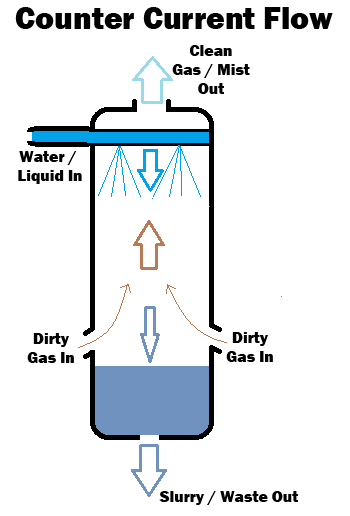 Counter Current Flow
Clean
Gas / Mist
Out
Water /
Liquid In
Dirty
Gas In
Dirty
Gas In
Slurry / Waste Out